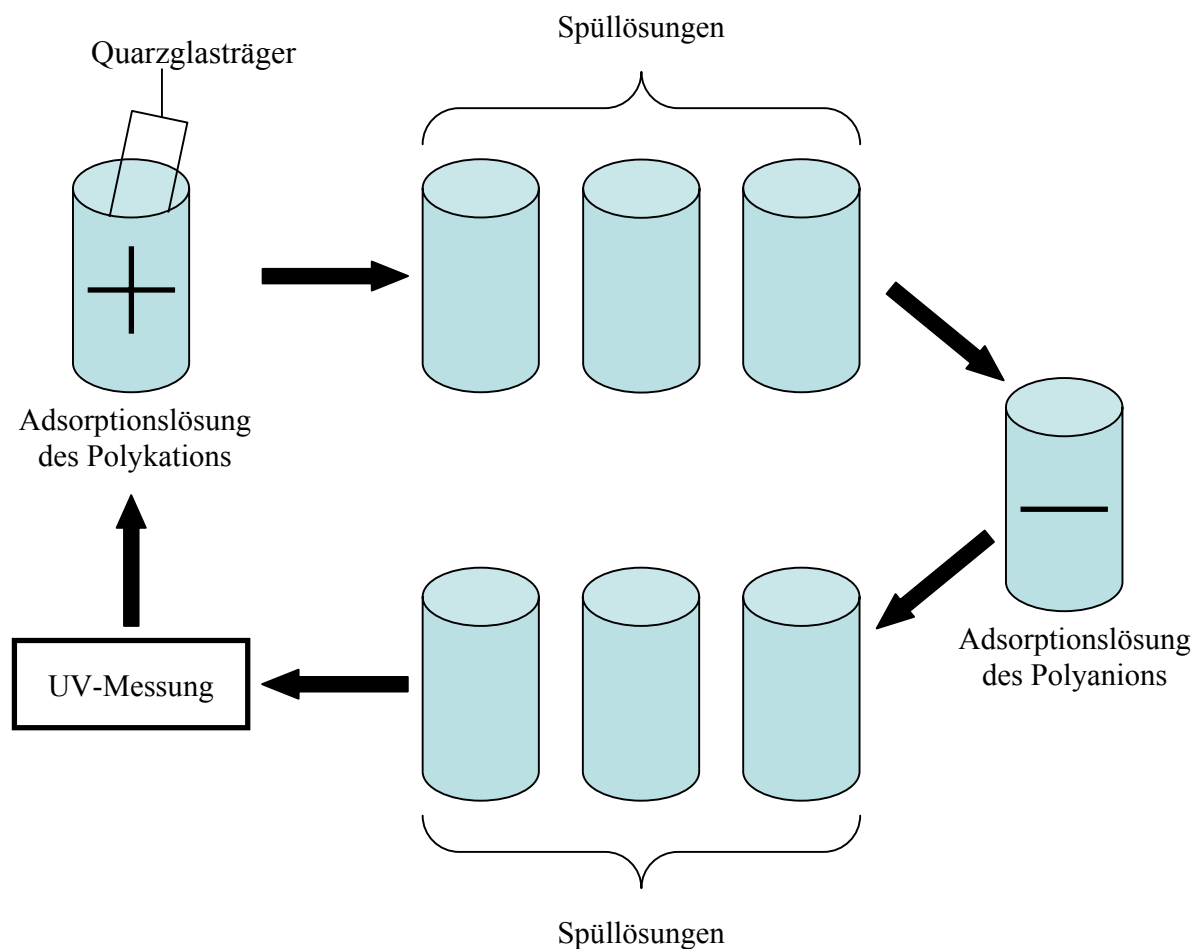 Spüllösungen
Quarzglasträger
Adsorptionslösung
des Polykations
Adsorptionslösung
des Polyanions
UV-Messung
Spüllösungen